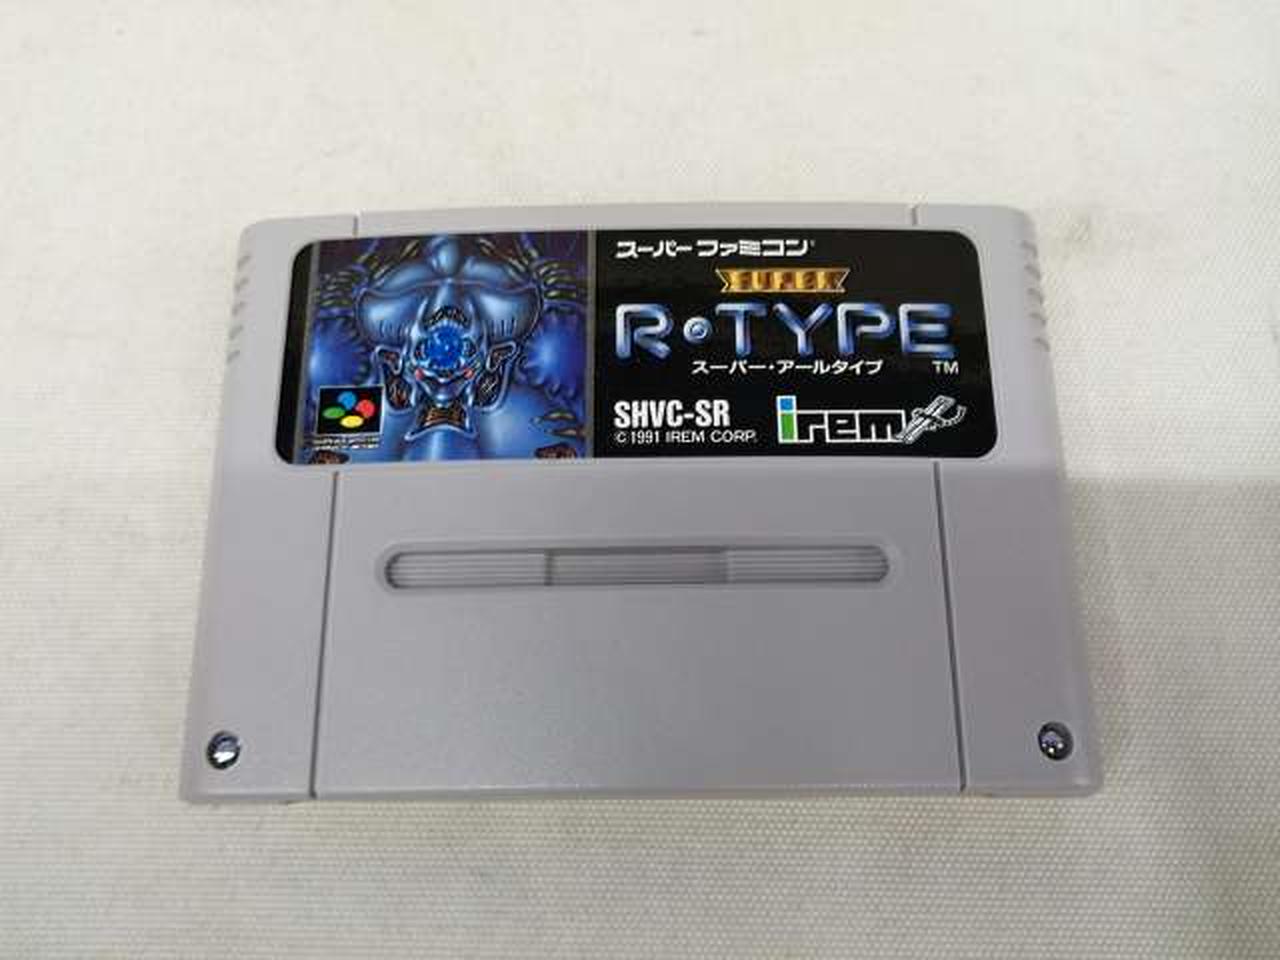 スーパーファミコン
SUPER
R・TYPE
スーパー・アールタイプ TM
SHVC-SR
© 1991 IREM CORP.
irem